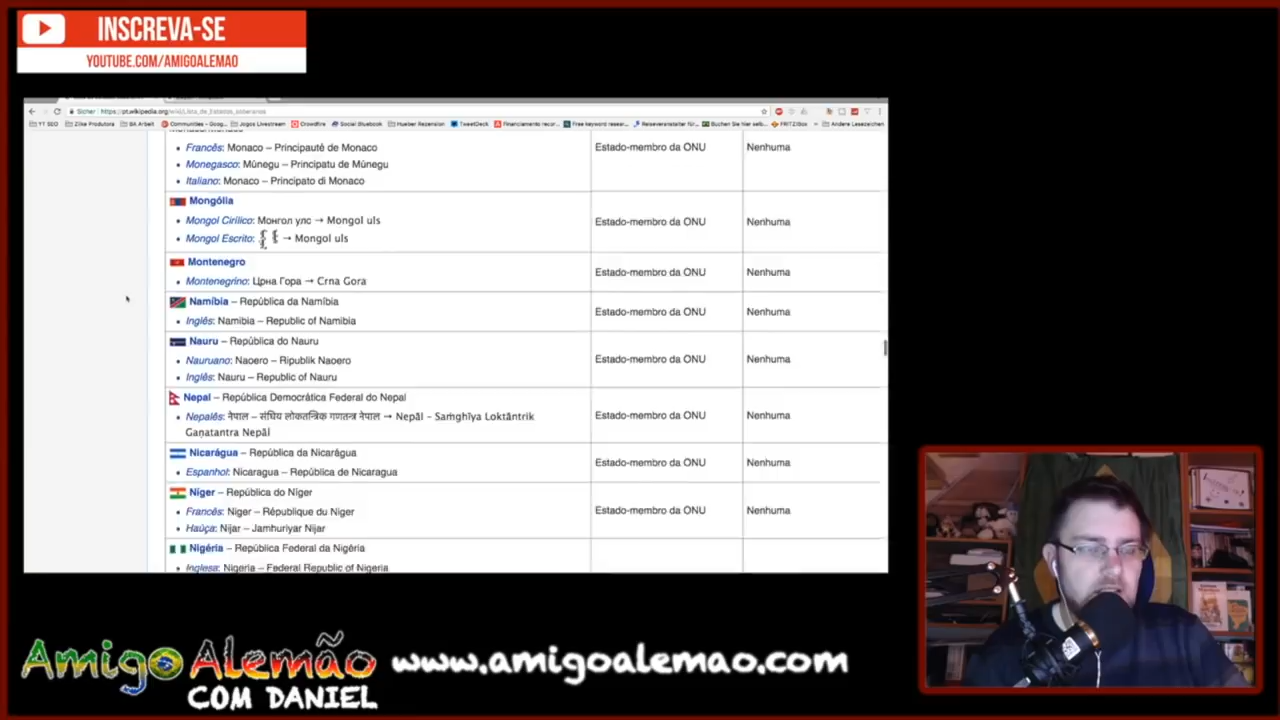 INSCREVA-SE
YOUTUBE.COM/AMIGOALEMAO
Francês: Monaco – Principauté de Monaco
Monegasco: Múnegu – Principatu de Múnegu
Italiano: Monaco – Principato di Monaco
Estado-membro da ONU
Nenhuma
Mongólia
Mongol Cirílico: Монгол улс → Mongol uls
Mongol Escrito: → Mongol uls
Estado-membro da ONU
Nenhuma
Montenegro
Montenegrino: Црна Гора → Crna Gora
Estado-membro da ONU
Nenhuma
Namíbia – República da Namíbia
Inglês: Namibia – Republic of Namibia
Estado-membro da ONU
Nenhuma
Nauru – República do Nauru
Nauruano: Naoero – Ripublik Naoero
Inglês: Nauru – Republic of Nauru
Estado-membro da ONU
Nenhuma
Nepal – República Democrática Federal do Nepal
Nepalês: नेपाल – संघिय लोकतन्त्रिक गणतन्त्र नेपाल → Nepāl – Saṁghīya Loktāntrik
Gaṇatantra Nepāl
Estado-membro da ONU
Nenhuma
Nicarágua – República da Nicarágua
Espanhol: Nicaragua – República de Nicaragua
Estado-membro da ONU
Nenhuma
Níger – República do Níger
Francês: Niger – République du Niger
Haúça: Nijar – Jamhuriyar Nijar
Estado-membro da ONU
Nenhuma
Nigéria – República Federal da Nigéria
Inglesa: Nigeria – Federal Republic of Nigeria
Amigo Alemão
COM DANIEL
www.amigoalemao.com